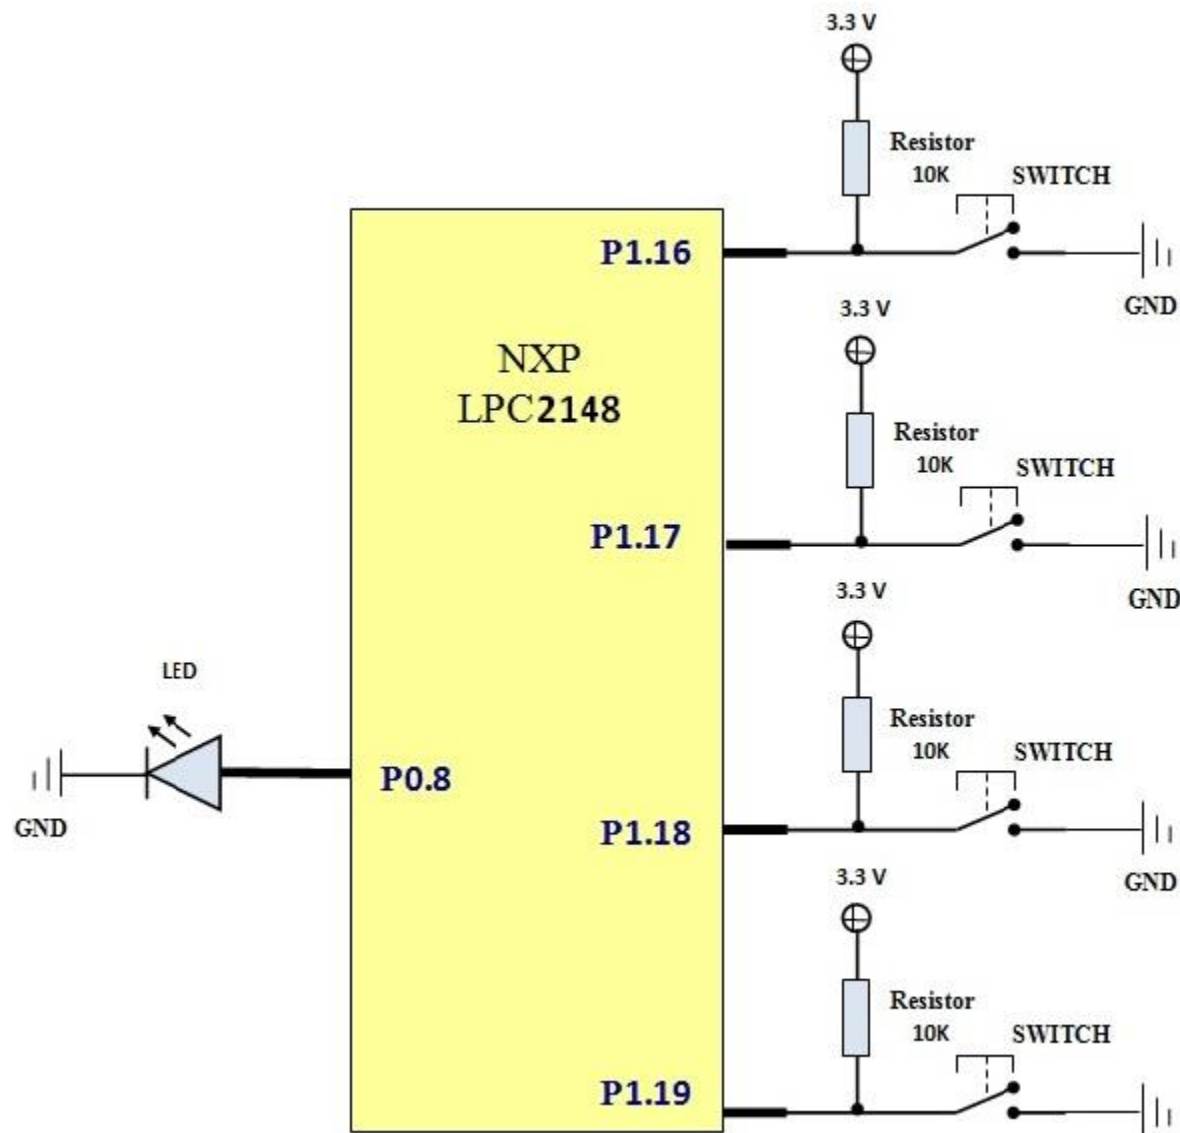 3.3 V
Resistor
10K
SWITCH
P1.16
GND
3.3 V
NXP
LPC2148
Resistor
10K
SWITCH
P1.17
GND
3.3 V
LED
Resistor
10K
SWITCH
P0.8
GND
P1.18
GND
3.3 V
Resistor
10K
SWITCH
P1.19